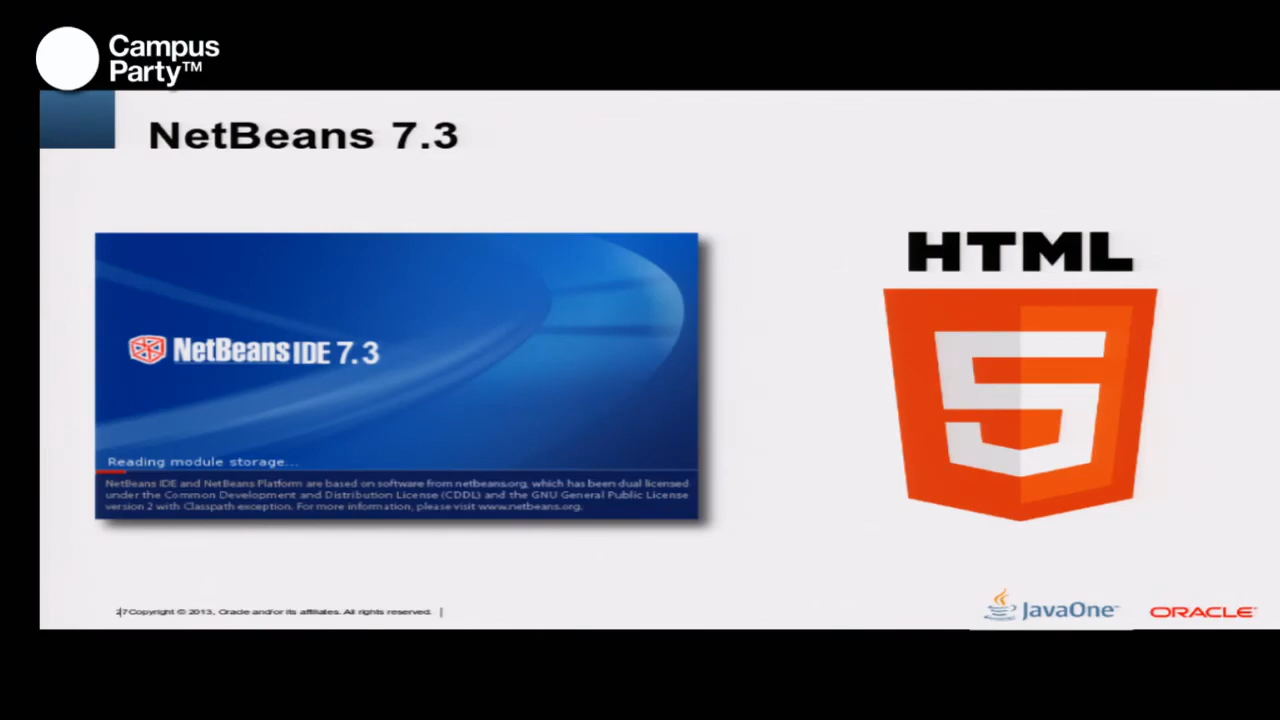 Campus
Party™
NetBeans 7.3
HTML
5
NetBeans IDE 7.3
Reading module storage...
NetBeans IDE and NetBeans Platform are based on software from netbeans.org, which has been dual licensed
under the Common Development and Distribution License (CDDL) and the GNU General Public License
version 2 with Classpath exception. For more information, please visit www.netbeans.org.
27 Copyright © 2013, Oracle and/or its affiliates. All rights reserved. |
JavaOne™
ORACLE